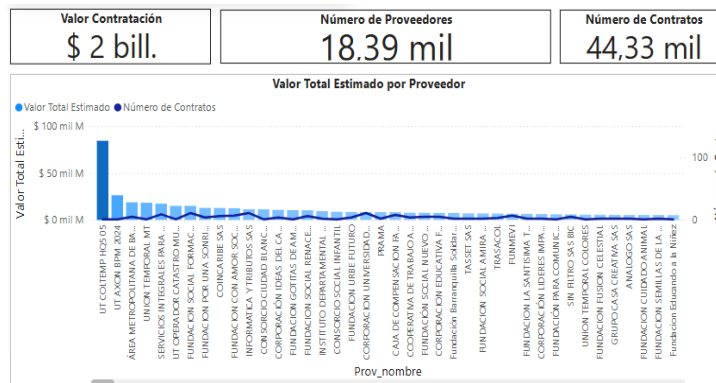 Valor Contratación
$ 2 bill.
Número de Proveedores
18,39 mil
Número de Contratos
44,33 mil
Valor Total Estimado por Proveedor
Valor Total Estimado
Número de Contratos
Valor Total Esti...
$ 100 mil M
$ 50 mil M
$ 0 mil M
100
0
UT COLTEMP HQ5 05
UT AXON BPM 2024
ÁREA METROPOLITANA DE BA...
UNION TEMPORAL MT
SERVICIOS INTEGRALES PARA ...
UT OPERADOR CATASTRO MU...
FUNDACION SOCIAL FORMAC...
FUNDACION POR UNA SONRI...
COINCARIBE SAS
FUNDACION CON AMOR SOC...
INFORMATICA Y TRIBUTOS SAS
CONSORCIO CIUDAD BLANC...
CORPORACIÓN IDEAS DEL CA...
FUNDACION GOTITAS DE AM...
FUNDACION SOCIAL RENACE...
INSTITUTO DEPARTAMENTAL ...
CONSORCIO SOCIAL INFANTIL
FUNDACION URBE FUTURO
CORPORACION UNIVERSIDAD...
PRAMA
CAJA DE COMPENSACION FA...
COOPERATIVA DE TRABAJO A...
FUNDACIÓN SOCIAL NUEVO ...
CORPORACION EDUCATIVA F...
Fundación Barranquilla Solidar...
TASSET SAS
FUNDACION SOCIAL AMIRA ...
TRASACOL
FUNMEVI
FUNDACION LA SANTISIMA T...
CORPORACIÓN LIDERES IMPA...
FUNDACIÓN PARA COMUNIC...
SIN FILTRO SAS BIC
UNION TEMPORAL COLORES
FUNDACION FUSION CELESTIAL
GRUPO CASA CREATIVA SAS
ANALOGO SAS
FUNDACION CUIDADO ANIMAL
FUNDACION SEMILLAS DE LA...
Fundacion Educando a la Niñez
Prov_nombre